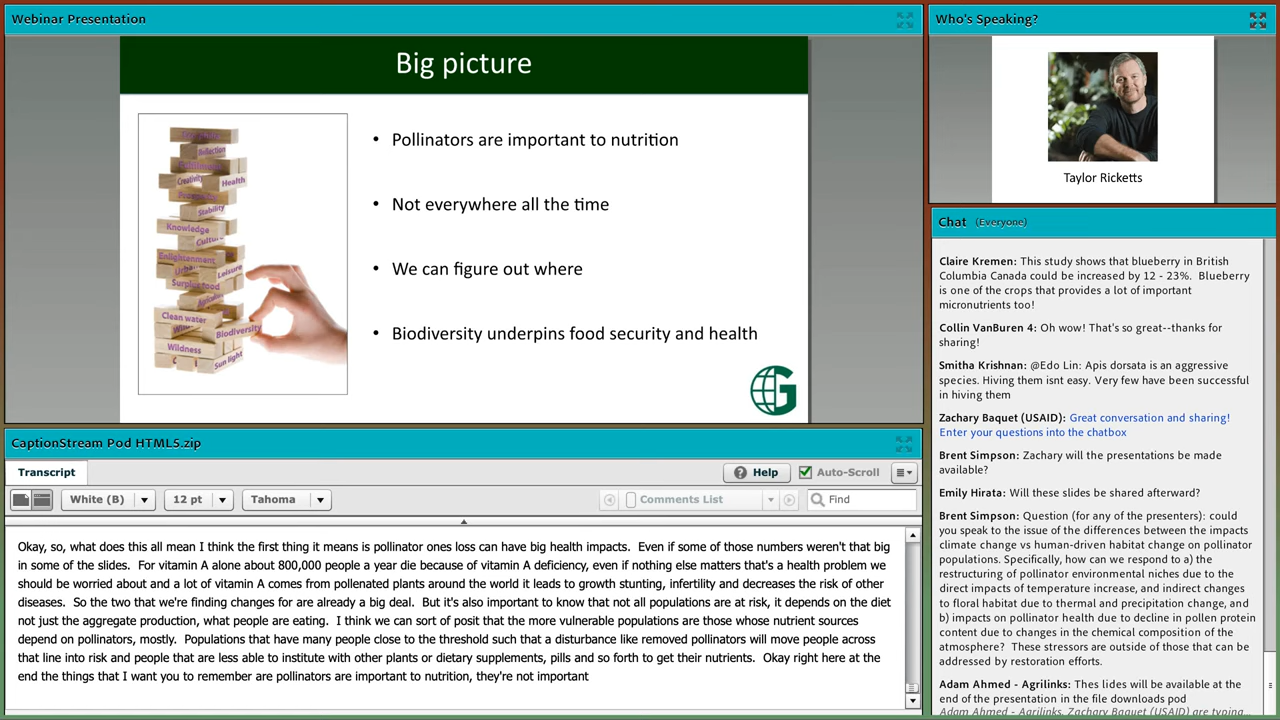 Webinar Presentation
Big picture
Reflection
Creativity
Health
Stability
Knowledge
Culture
Enlightenment
Leisure
Surplus food
Agriculture
Clean water
Biodiversity
Wildness
Sun light
• Pollinators are important to nutrition
• Not everywhere all the time
• We can figure out where
• Biodiversity underpins food security and health
G
Who's Speaking?
Taylor Ricketts
CaptionStream Pod HTML5.zip
Transcript
Help
Auto-Scroll
White (B)
12 pt
Tahoma
Comments List
Find
Okay, so, what does this all mean I think the first thing it means is pollinator ones loss can have big health impacts.  Even if some of those numbers weren't that big
in some of the slides.  For vitamin A alone about 800,000 people a year die because of vitamin A deficiency, even if nothing else matters that's a health problem we
should be worried about and a lot of vitamin A comes from pollenated plants around the world it leads to growth stunting, infertility and decreases the risk of other
diseases.  So the two that we're finding changes for are already a big deal.  But it's also important to know that not all populations are at risk, it depends on the diet
not just the aggregate production, what people are eating.  I think we can sort of posit that the more vulnerable populations are those whose nutrient sources
depend on pollinators, mostly.  Populations that have many people close to the threshold such that a disturbance like removed pollinators will move people across
that line into risk and people that are less able to institute with other plants or dietary supplements, pills and so forth to get their nutrients.  Okay right here at the
end the things that I want you to remember are pollinators are important to nutrition, they're not important
Chat (Everyone)
Claire Kremen: This study shows that blueberry in British
Columbia Canada could be increased by 12 - 23%.  Blueberry
is one of the crops that provides a lot of important
micronutrients too!
Collin VanBuren 4: Oh wow! That's so great--thanks for
sharing!
Smitha Krishnan: @Edo Lin: Apis dorsata is an aggressive
species. Hiving them isnt easy. Very few have been successful
in hiving them
Zachary Baquet (USAID): Great conversation and sharing!
Enter your questions into the chatbox
Brent Simpson: Zachary will the presentations be made
available?
Emily Hirata: Will these slides be shared afterward?
Brent Simpson: Question (for any of the presenters): could
you speak to the issue of the differences between the impacts
climate change vs human-driven habitat change on pollinator
populations. Specifically, how can we respond to a) the
restructuring of pollinator environmental niches due to the
direct impacts of temperature increase, and indirect changes
to floral habitat due to thermal and precipitation change, and
b) impacts on pollinator health due to decline in pollen protein
content due to changes in the chemical composition of the
atmosphere?  These stressors are outside of those that can be
addressed by restoration efforts.
Adam Ahmed - Agrilinks: Thes lides will be available at the
end of the presentation in the file downloads pod
Adam Ahmed - Agrilinks, Zachary Baquet (USAID) are typing...